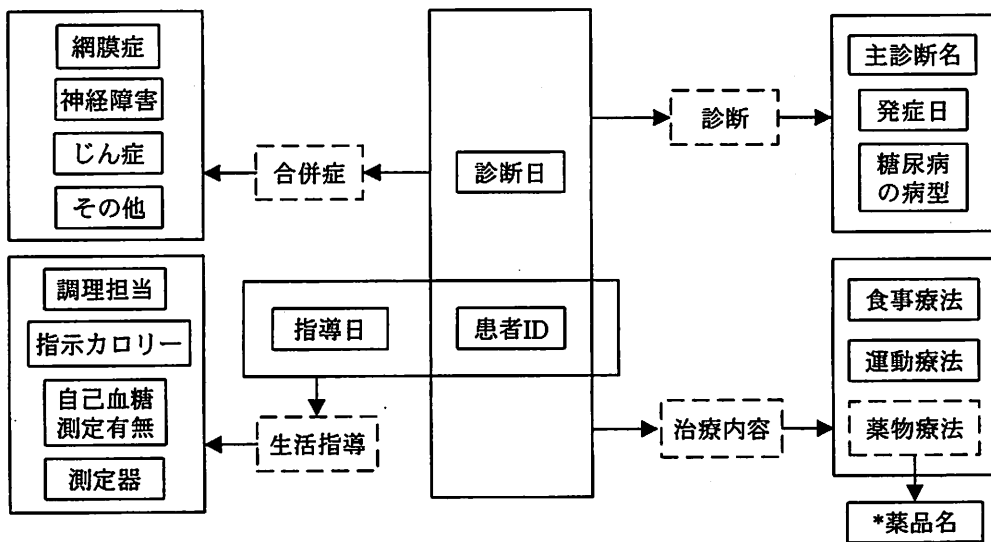 網膜症
神経障害
じん症
その他
合併症
調理担当
指示カロリー
自己血糖
測定有無
測定器
指導日
生活指導
診断日
患者ID
診断
治療内容
主診断名
発症日
糖尿病
の病型
食事療法
運動療法
薬物療法
*薬品名